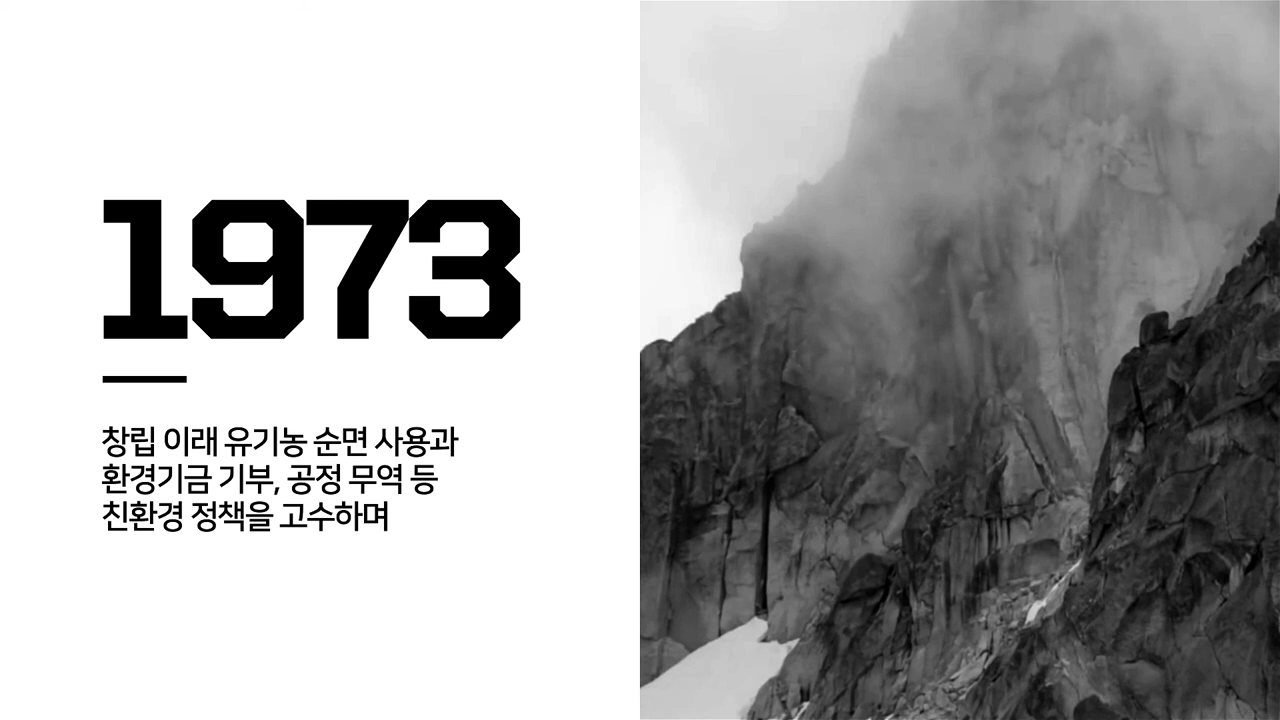 1973
창립 이래 유기농 순면 사용과
환경기금 기부, 공정 무역 등
친환경 정책을 고수하며